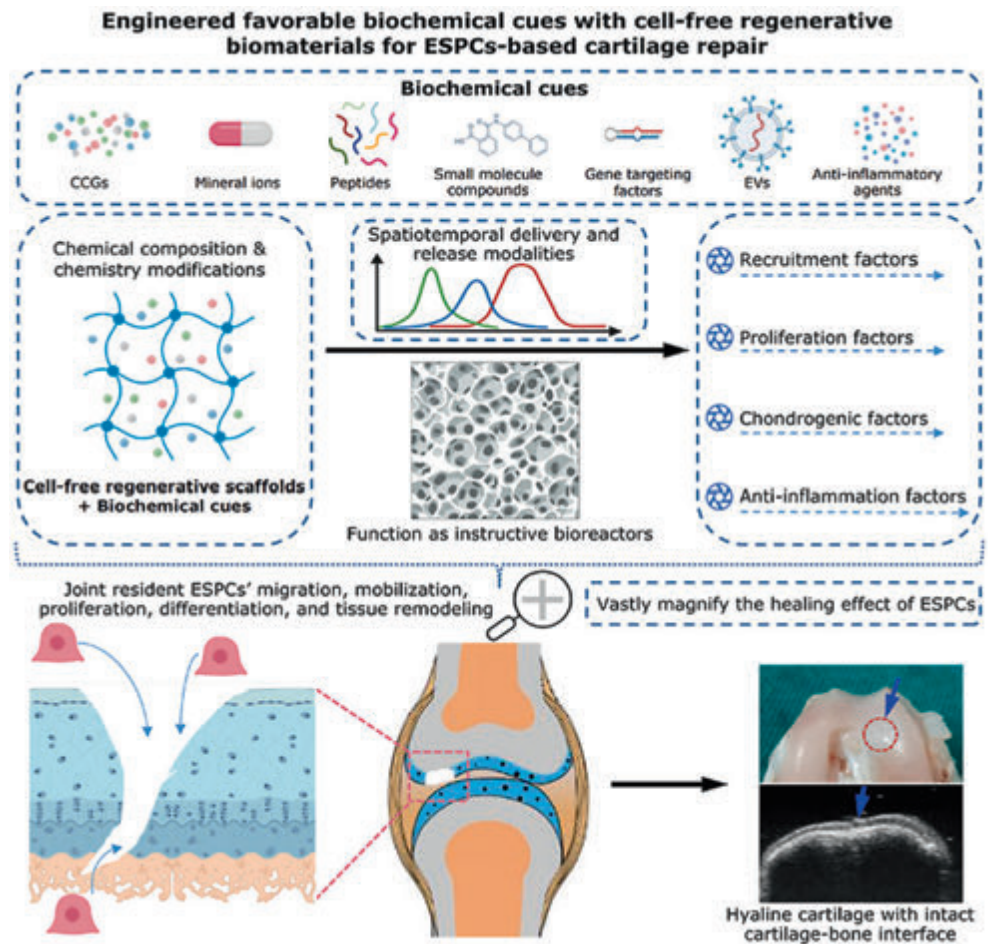 Engineered favorable biochemical cues with cell-free regenerative
biomaterials for ESPCs-based cartilage repair
Biochemical cues
CCGs
Mineral ions
Peptides
Small molecule
compounds
Gene targeting
factors
EVs
Anti-inflammatory
agents
Chemical composition &
chemistry modifications
Cell-free regenerative scaffolds
+ Biochemical cues
Spatiotemporal delivery and
release modalities
Function as instructive bioreactors
Recruitment factors
Proliferation factors
Chondrogenic factors
Anti-inflammation factors
Joint resident ESPCs' migration, mobilization,
proliferation, differentiation, and tissue remodeling
Vastly magnify the healing effect of ESPCs
Hyaline cartilage with intact
cartilage-bone interface